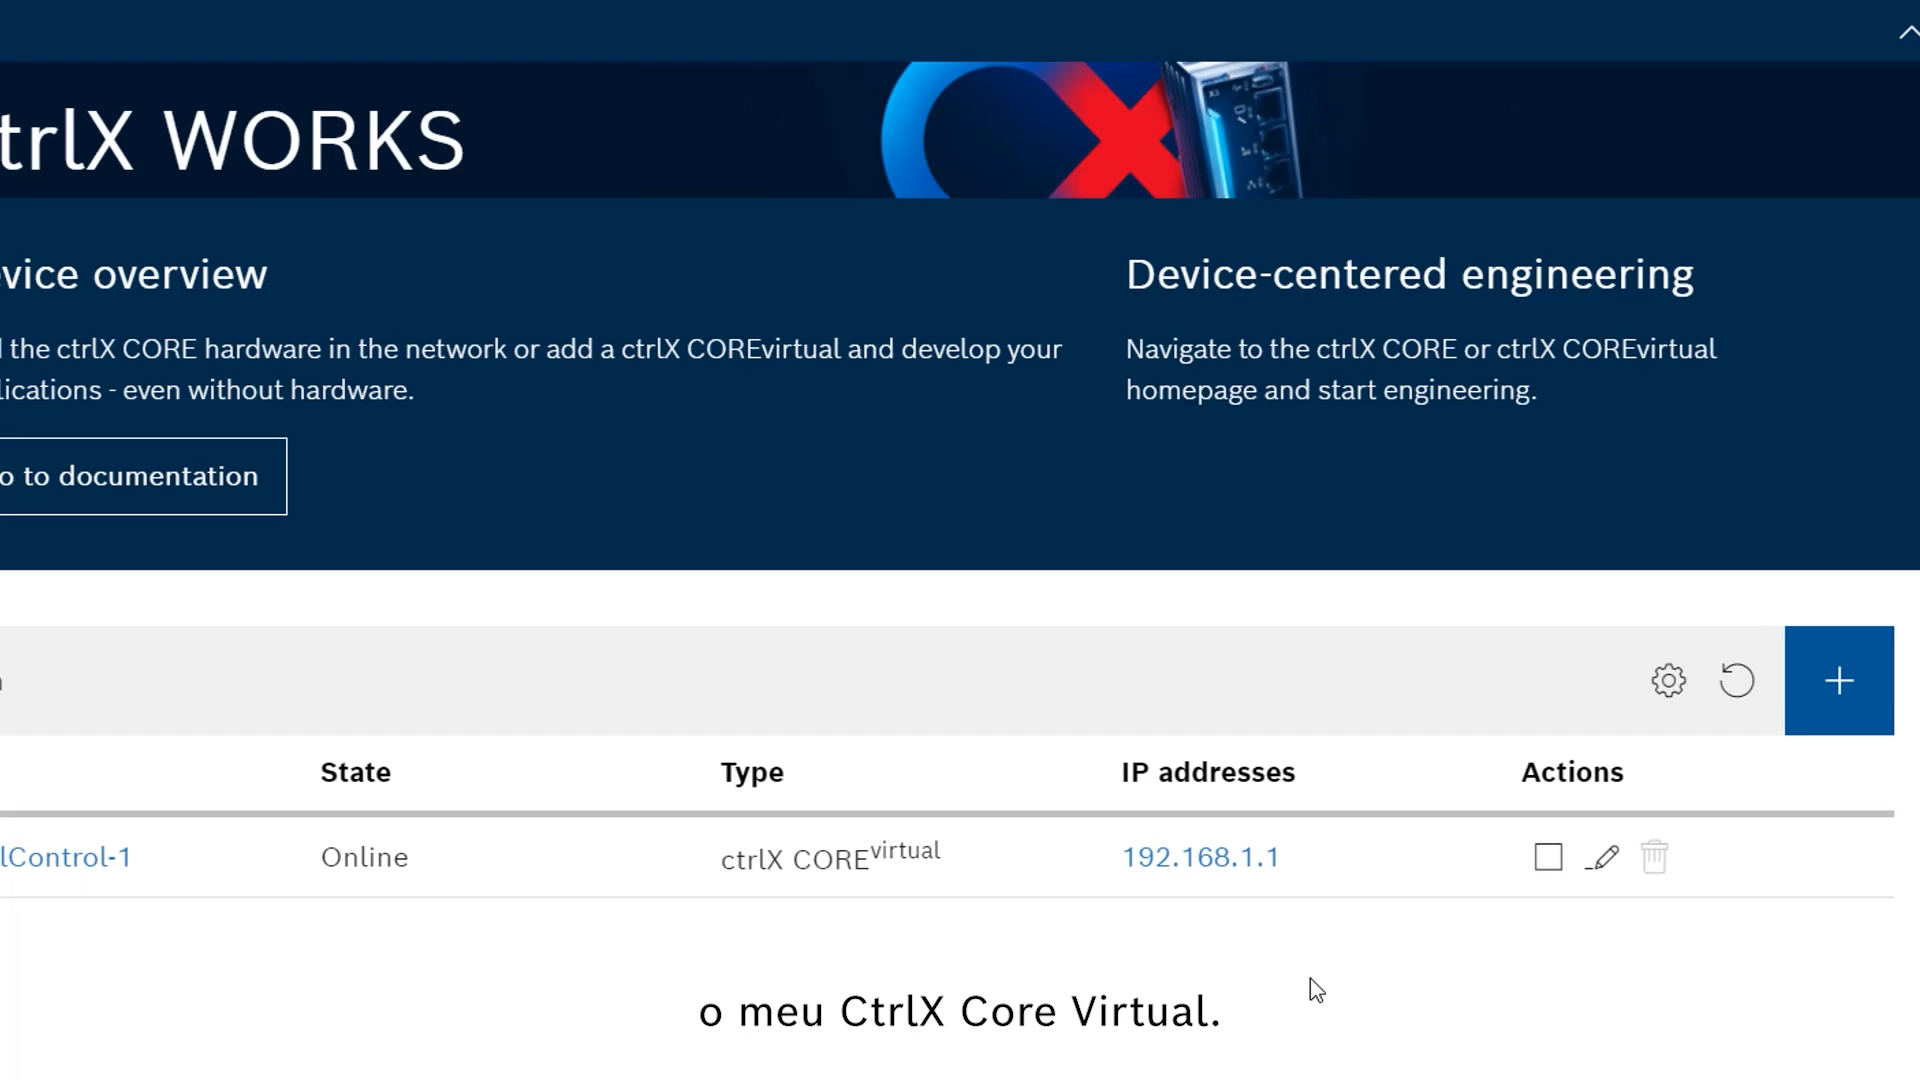 trlX WORKS
vice overview
Device-centered engineering
the ctrlX CORE hardware in the network or add a ctrlX COREvirtual and develop your
lications - even without hardware.
Navigate to the ctrlX CORE or ctrlX COREvirtual
homepage and start engineering.
o to documentation
State Type IP addresses Actions
lControl-1 Online ctrlX COREvirtual 192.168.1.1
o meu CtrlX Core Virtual.